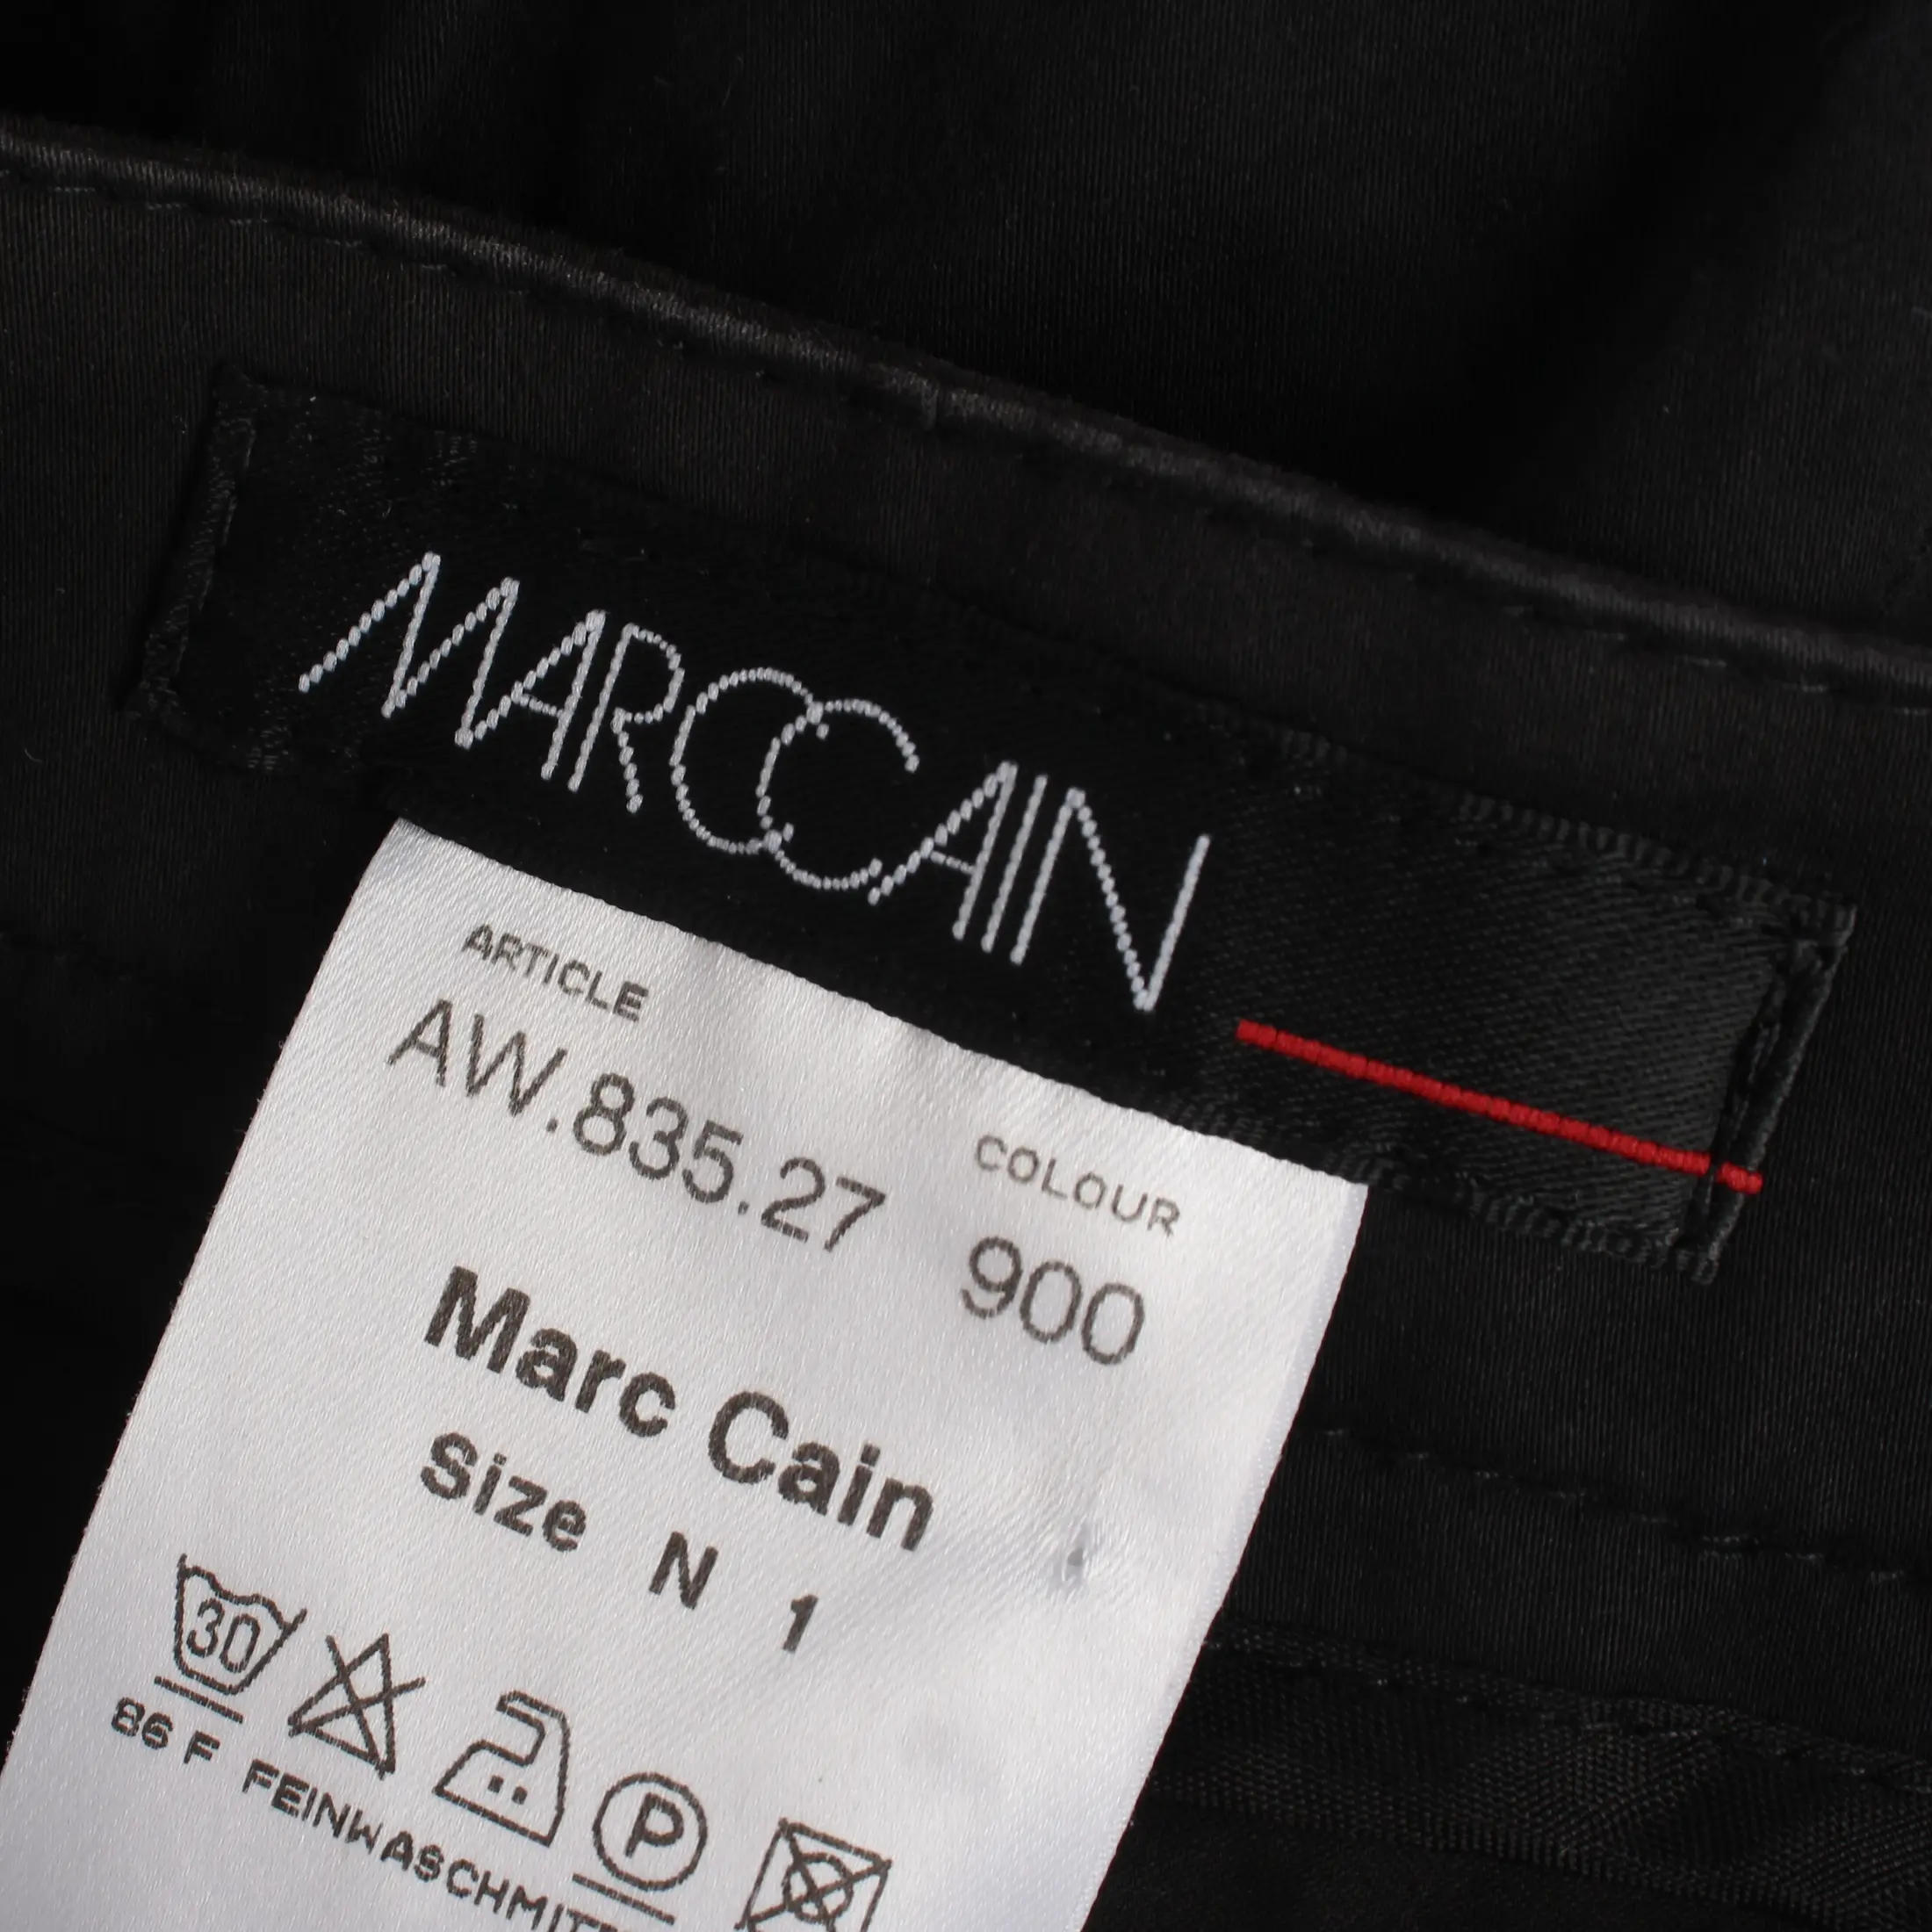 MARCCAIN
ARTICLE
AW.835.27
COLOUR
900
Marc Cain
Size N 1
30
P
86 F FEINWASCHMIT